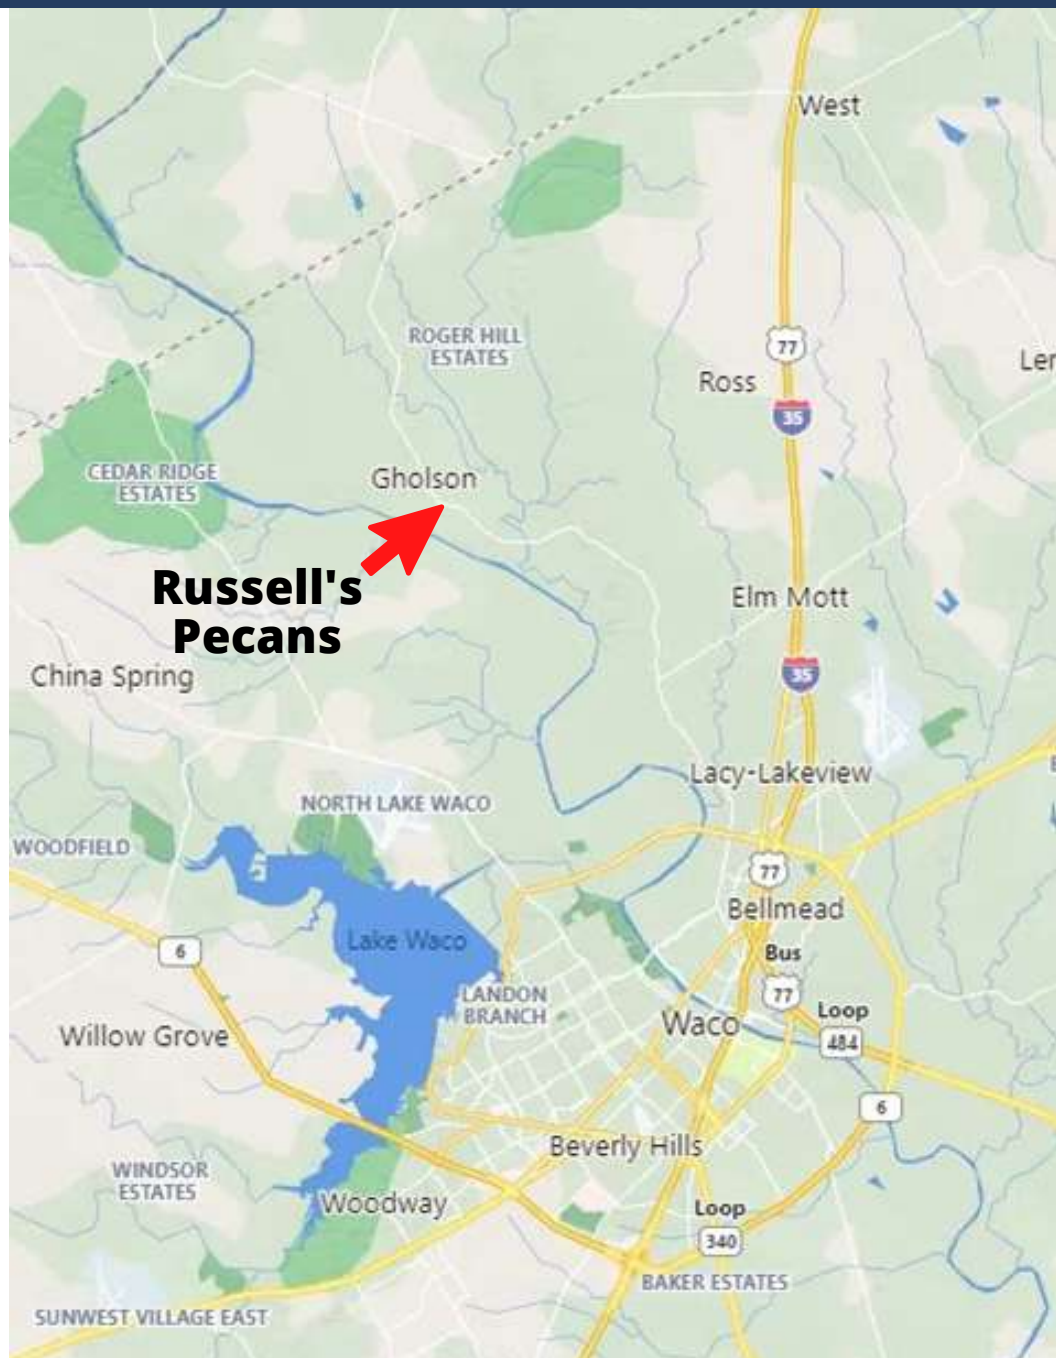 West
ROGER HILL
ESTATES
77
Ross
Ler
35
CEDAR RIDGE
ESTATES
Gholson
Russell's
Pecans
Elm Mott
China Spring
35
Lacy-Lakeview
NORTH LAKE WACO
WOODFIELD
77
Bellmead
Lake Waco
6
Bus
77
LANDON
BRANCH
Loop
484
Waco
Willow Grove
6
Beverly Hills
WINDSOR
ESTATES
Woodway
Loop
340
BAKER ESTATES
SUNWEST VILLAGE EAST